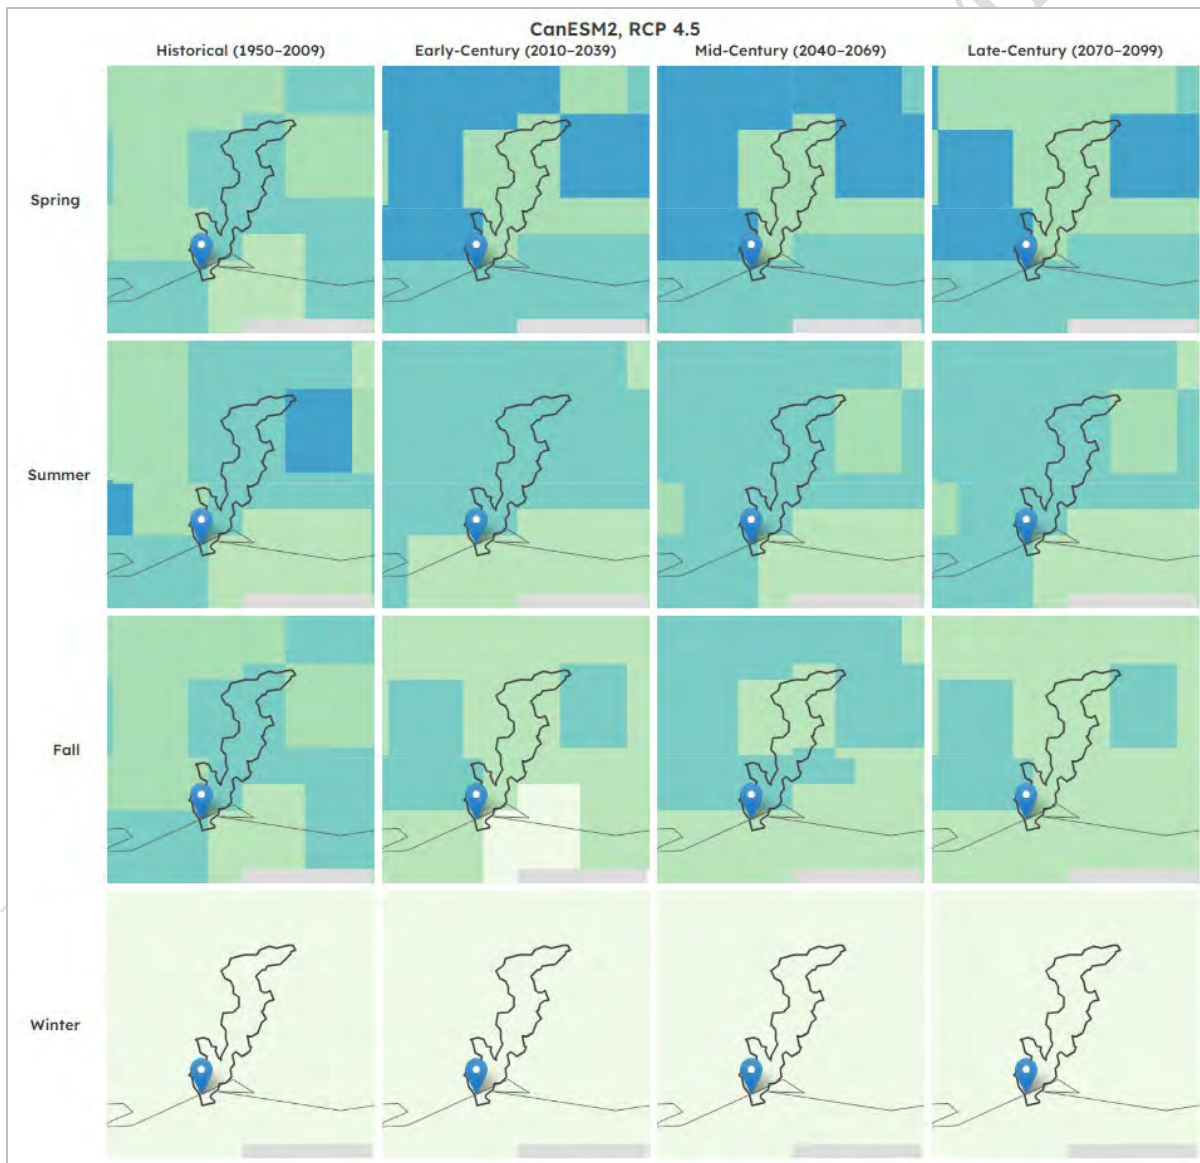 CanESM2, RCP 4.5
Historical (1950–2009) Early-Century (2010–2039) Mid-Century (2040–2069) Late-Century (2070–2099)
Spring
Summer
Fall
Winter